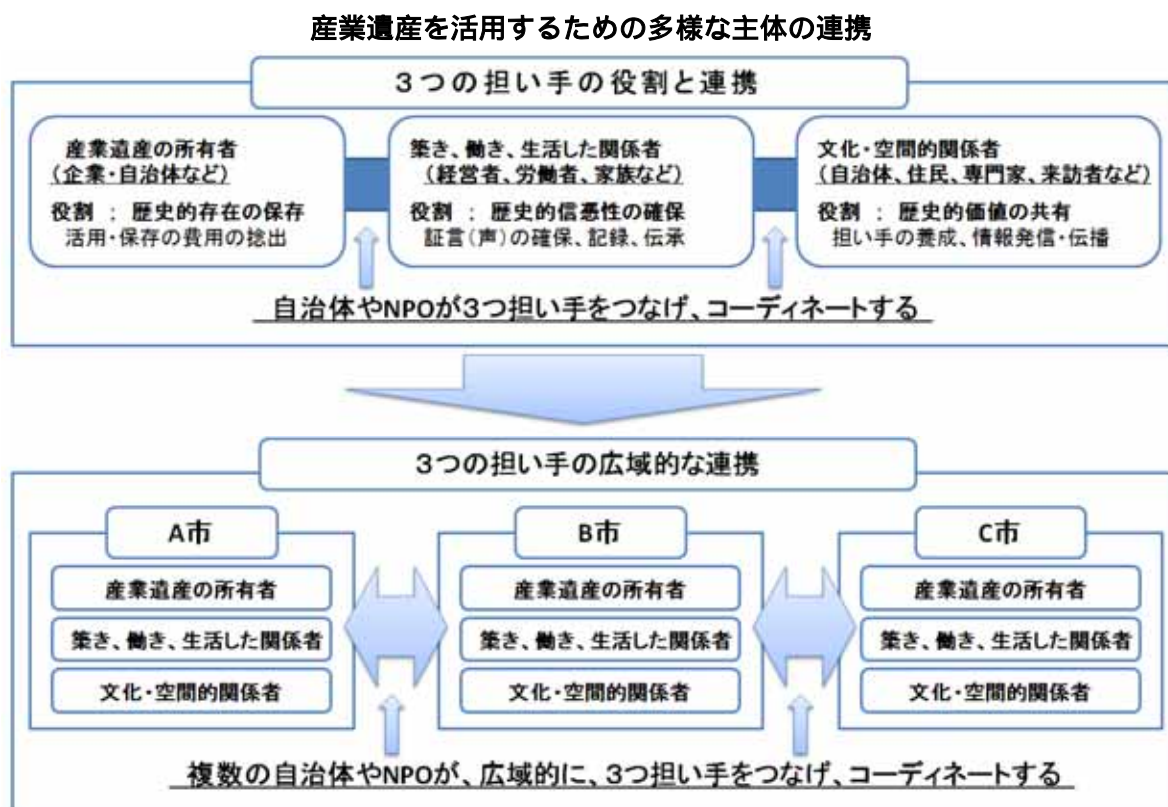 産業遺産を活用するための多様な主体の連携
３つの担い手の役割と連携
産業遺産の所有者
（企業・自治体など）
役割 ： 歴史的存在の保存
活用・保存の費用の捻出
築き、働き、生活した関係者
（経営者、労働者、家族など）
役割 ： 歴史的信憑性の確保
証言（声）の確保、記録、伝承
文化・空間的関係者
（自治体、住民、専門家、来訪者など）
役割 ： 歴史的価値の共有
担い手の養成、情報発信・伝播
自治体やNPOが３つ担い手をつなげ、コーディネートする
３つの担い手の広域的な連携
A市
産業遺産の所有者
築き、働き、生活した関係者
文化・空間的関係者
B市
産業遺産の所有者
築き、働き、生活した関係者
文化・空間的関係者
C市
産業遺産の所有者
築き、働き、生活した関係者
文化・空間的関係者
複数の自治体やNPOが、広域的に、３つ担い手をつなげ、コーディネートする